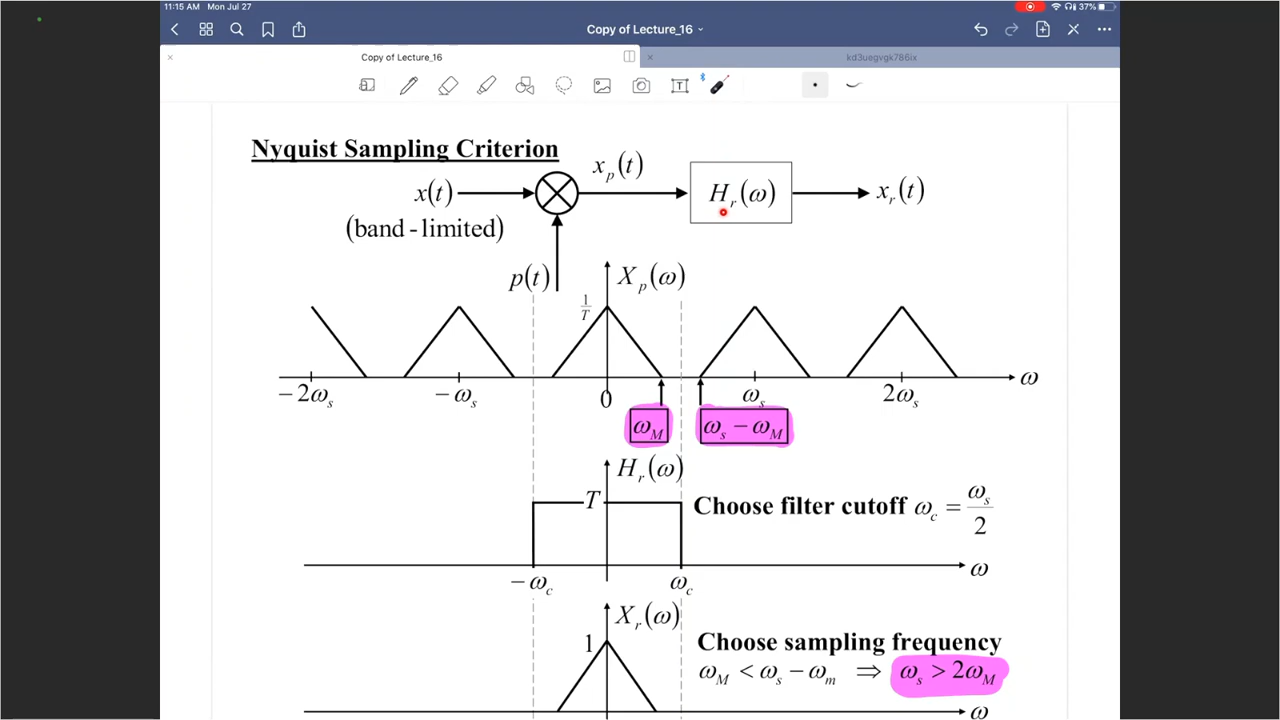 11:15 AM Mon Jul 27
37%
Copy of Lecture_16
Copy of Lecture_16
kd3uegvgk786ix
T
Nyquist Sampling Criterion
x(t)
x_p(t)
H_r(ω)
x_r(t)
(band - limited)
p(t)
X_p(ω)
1/T
−2ω_s
−ω_s
0
ω_s
2ω_s
ω
ω_M
ω_s − ω_M
H_r(ω)
T
Choose filter cutoff ω_c = ω_s/2
−ω_c
ω_c
ω
X_r(ω)
1
Choose sampling frequency
ω_M < ω_s − ω_m ⇒ ω_s > 2ω_M
ω